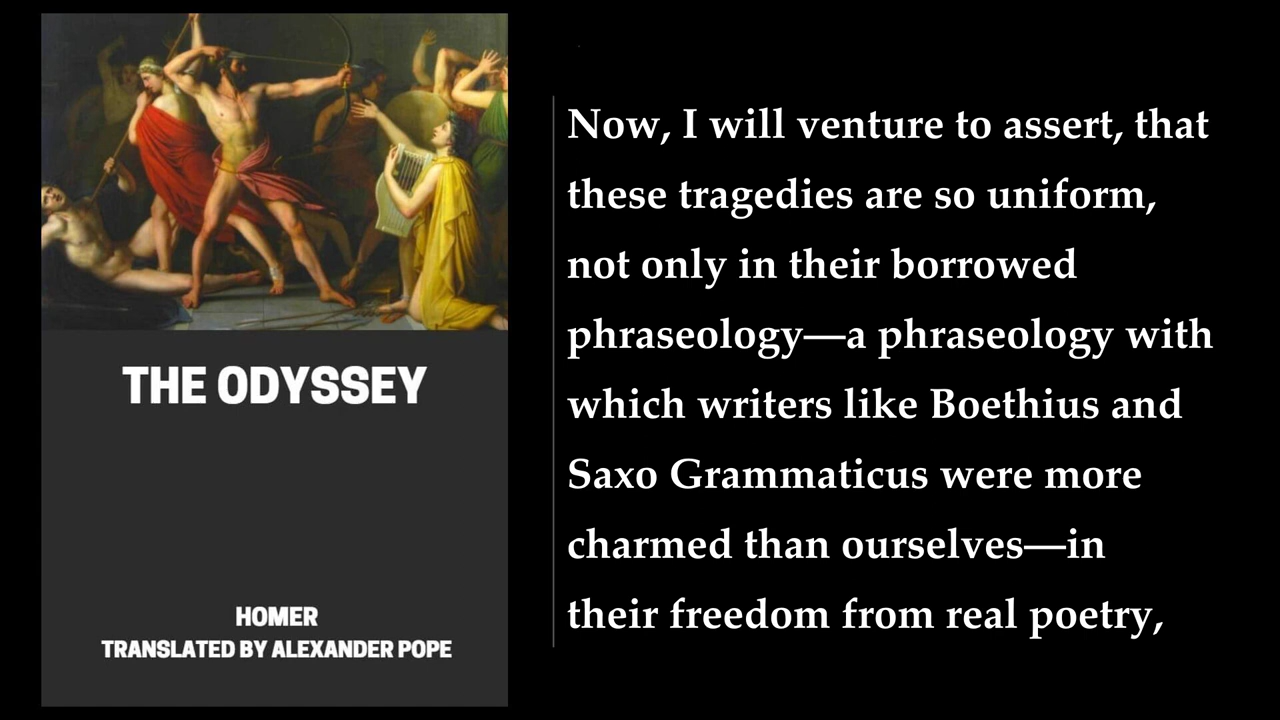 THE ODYSSEY
HOMER
TRANSLATED BY ALEXANDER POPE
Now, I will venture to assert, that
these tragedies are so uniform,
not only in their borrowed
phraseology—a phraseology with
which writers like Boethius and
Saxo Grammaticus were more
charmed than ourselves—in
their freedom from real poetry,